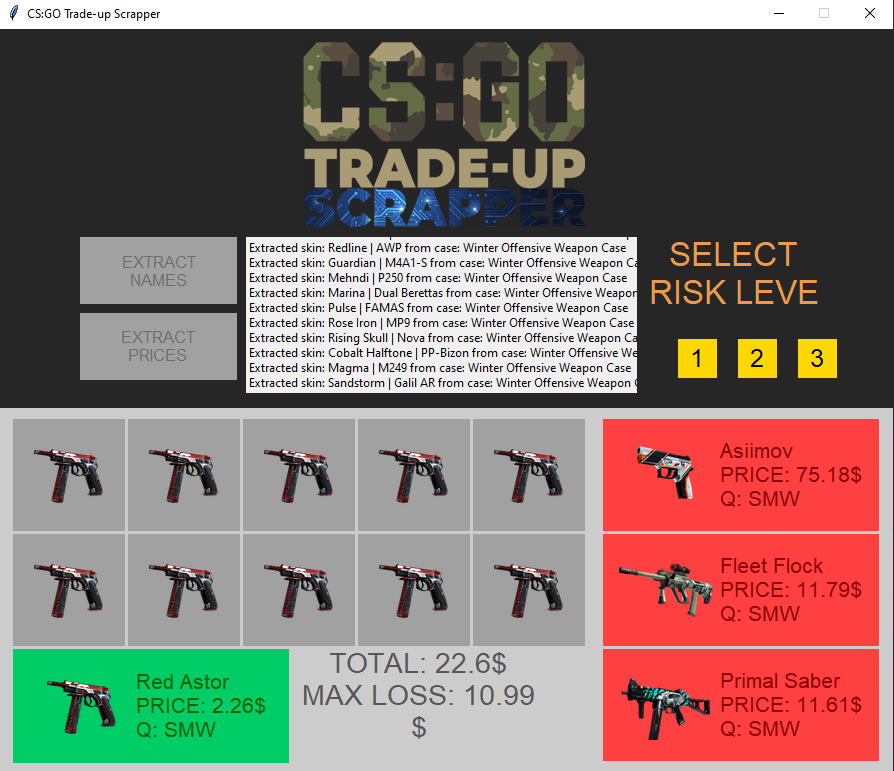 CS:GO Trade-up Scrapper
CS:GO
TRADE-UP
SCRAPPER
EXTRACT
NAMES
EXTRACT
PRICES
Extracted skin: Redline | AWP from case: Winter Offensive Weapon Case
Extracted skin: Guardian | M4A1-S from case: Winter Offensive Weapon Ca
Extracted skin: Mehndi | P250 from case: Winter Offensive Weapon Case
Extracted skin: Marina | Dual Berettas from case: Winter Offensive Weapon
Extracted skin: Pulse | FAMAS from case: Winter Offensive Weapon Case
Extracted skin: Rose Iron | MP9 from case: Winter Offensive Weapon Case
Extracted skin: Rising Skull | Nova from case: Winter Offensive Weapon Case
Extracted skin: Cobalt Halftone | PP-Bizon from case: Winter Offensive We
Extracted skin: Magma | M249 from case: Winter Offensive Weapon Case
Extracted skin: Sandstorm | Galil AR from case: Winter Offensive Weapon
SELECT
RISK LEVE
1 2 3
Asiimov
PRICE: 75.18$
Q: SMW
Fleet Flock
PRICE: 11.79$
Q: SMW
Red Astor
PRICE: 2.26$
Q: SMW
TOTAL: 22.6$
MAX LOSS: 10.99
$
Primal Saber
PRICE: 11.61$
Q: SMW